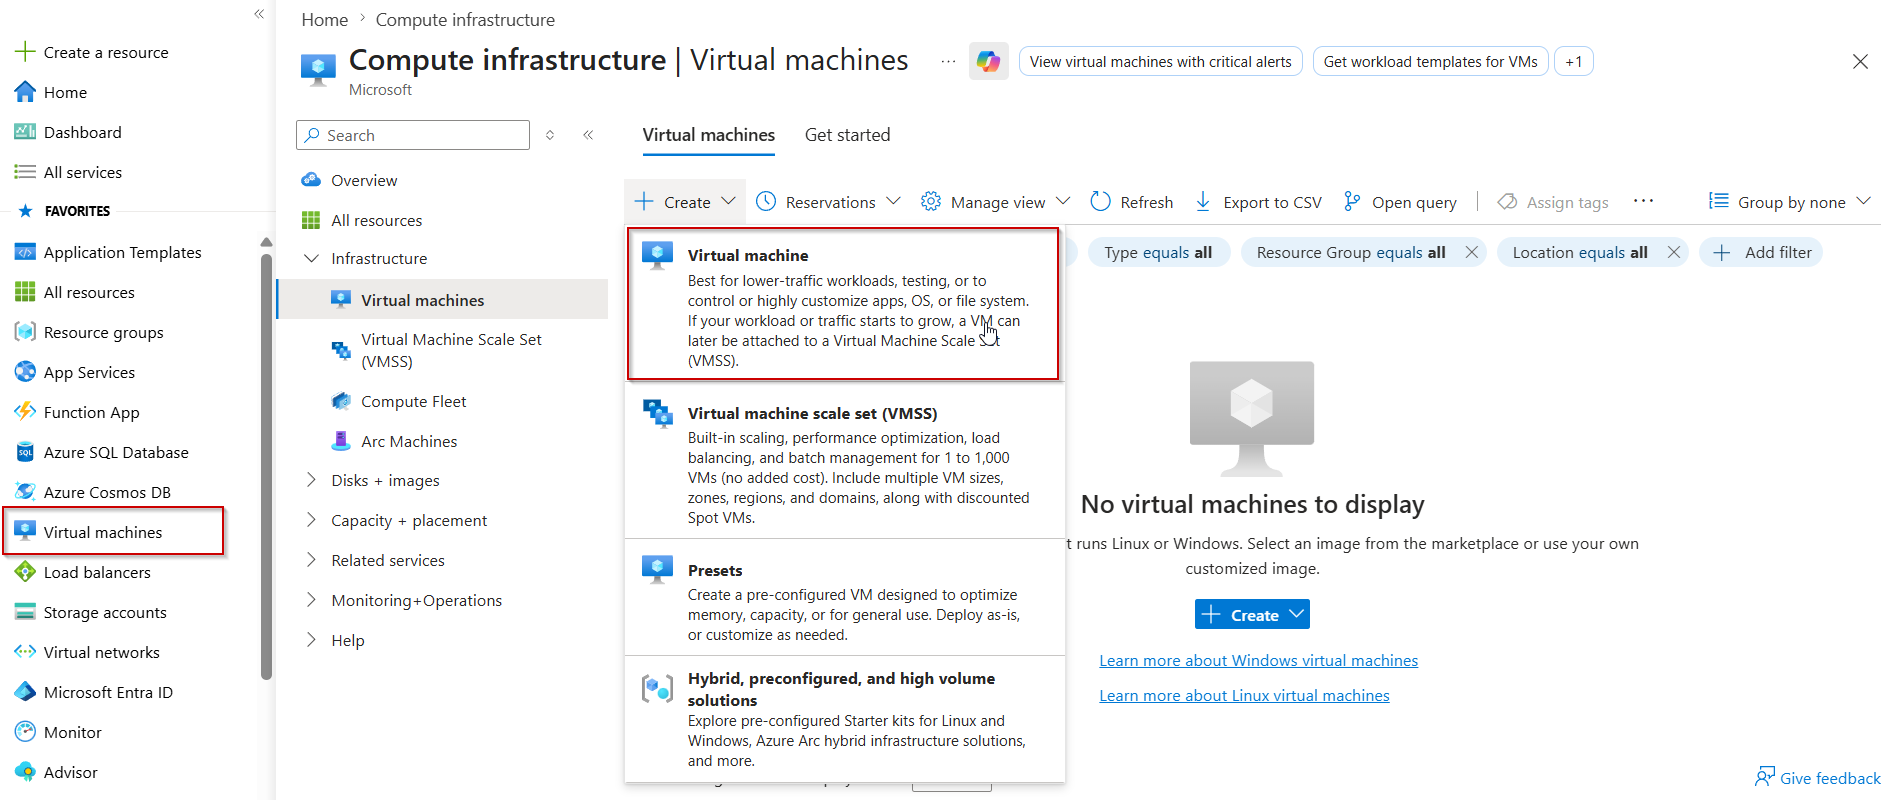 Create a resource
Home
Dashboard
All services
FAVORITES
Application Templates
All resources
Resource groups
App Services
Function App
Azure SQL Database
Azure Cosmos DB
Virtual machines
Load balancers
Storage accounts
Virtual networks
Microsoft Entra ID
Monitor
Advisor
Home > Compute infrastructure
Compute infrastructure | Virtual machines
Microsoft
View virtual machines with critical alerts
Get workload templates for VMs
+1
Search
Overview
All resources
Infrastructure
Virtual machines
Virtual Machine Scale Set
(VMSS)
Compute Fleet
Arc Machines
Disks + images
Capacity + placement
Related services
Monitoring+Operations
Help
Virtual machines
Get started
Create
Reservations
Manage view
Refresh
Export to CSV
Open query
Assign tags
Group by none
Type equals all
Resource Group equals all
Location equals all
Add filter
Virtual machine
Best for lower-traffic workloads, testing, or to
control or highly customize apps, OS, or file system.
If your workload or traffic starts to grow, a VM can
later be attached to a Virtual Machine Scale Set
(VMSS).
Virtual machine scale set (VMSS)
Built-in scaling, performance optimization, load
balancing, and batch management for 1 to 1,000
VMs (no added cost). Include multiple VM sizes,
zones, regions, and domains, along with discounted
Spot VMs.
Presets
Create a pre-configured VM designed to optimize
memory, capacity, or for general use. Deploy as-is,
or customize as needed.
Hybrid, preconfigured, and high volume
solutions
Explore pre-configured Starter kits for Linux and
Windows, Azure Arc hybrid infrastructure solutions,
and more.
No virtual machines to display
t runs Linux or Windows. Select an image from the marketplace or use your own
customized image.
Create
Learn more about Windows virtual machines
Learn more about Linux virtual machines
Give feedback